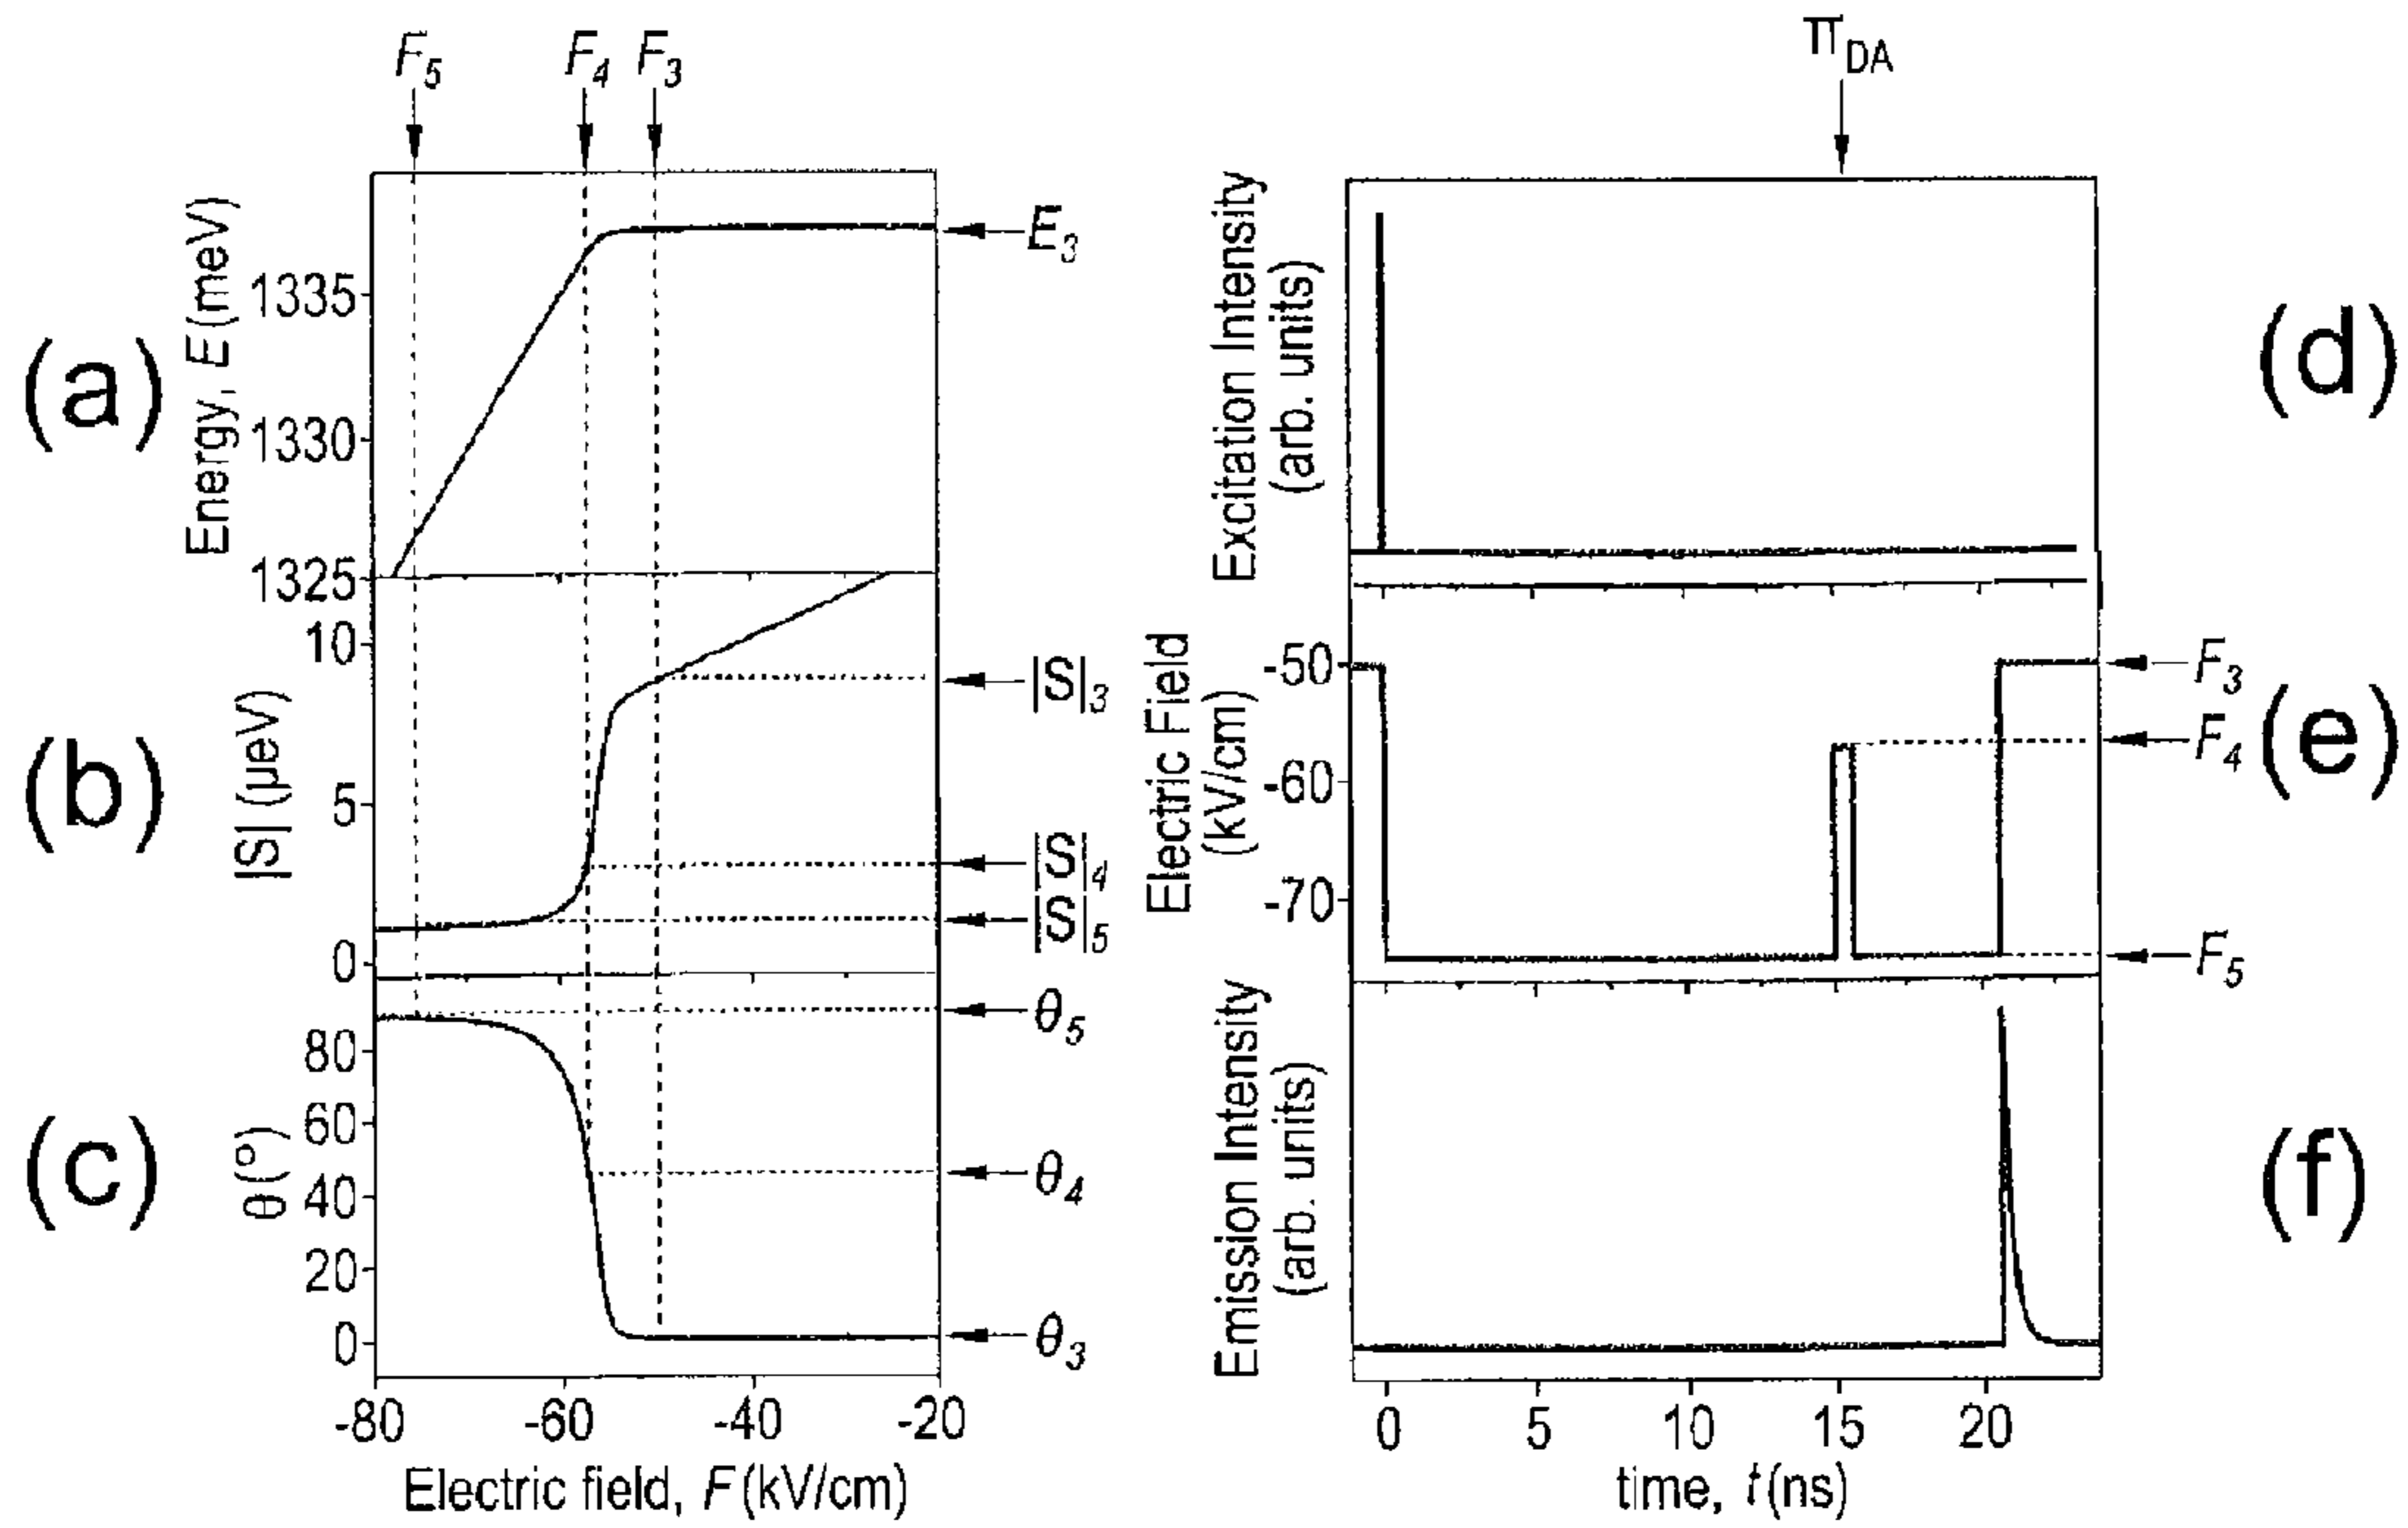 F5 F4 F3
(a)
Energy, E (meV)
1335
1330
1325
E3
(b)
|S| (µeV)
10
5
0
|S|3
|S|4
|S|5
(c)
θ(°)
80
60
40
20
0
θ5
θ4
θ3
-80 -60 -40 -20
Electric field, F(kV/cm)
πDA
Excitation Intensity
(arb. units)
(d)
Electric Field
(kV/cm)
-50
-60
-70
F3
F4
F5
(e)
Emission Intensity
(arb. units)
(f)
0 5 10 15 20
time, t(ns)